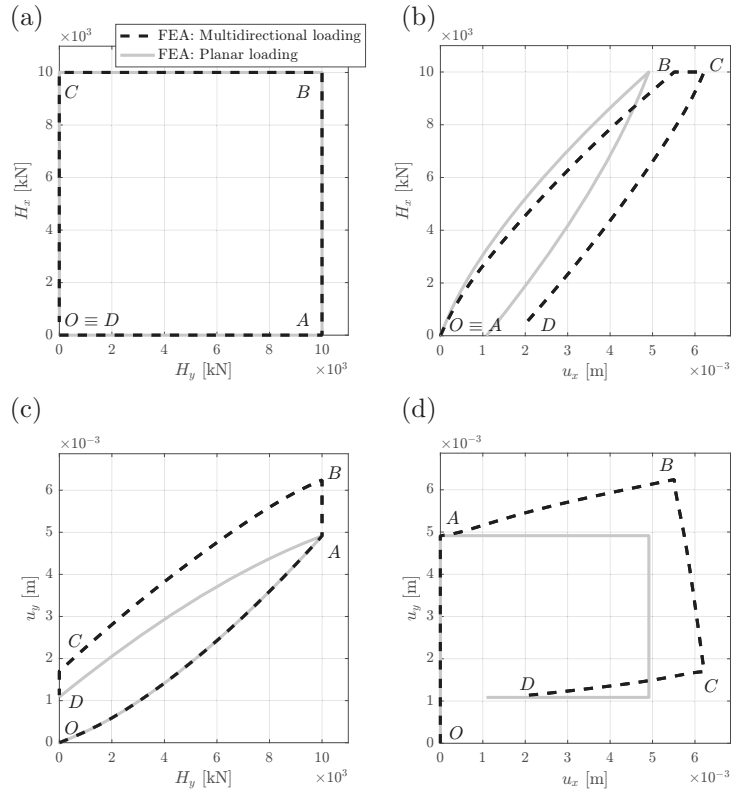 (a)
(b)
×10³
FEA: Multidirectional loading
FEA: Planar loading
×10³
10
8
6
4
2
0
H_x [kN]
C
B
O ≡ D
A
0
2
4
6
8
10
H_y [kN]
×10³
10
8
6
4
2
0
H_x [kN]
B
C
O ≡ A
D
0
1
2
3
4
5
6
u_x [m]
×10⁻³
(c)
(d)
×10⁻³
6
5
4
3
2
1
0
u_y [m]
B
A
C
D
O
0
2
4
6
8
10
H_y [kN]
×10³
×10⁻³
6
5
4
3
2
1
0
u_y [m]
B
A
D
C
O
0
1
2
3
4
5
6
u_x [m]
×10⁻³